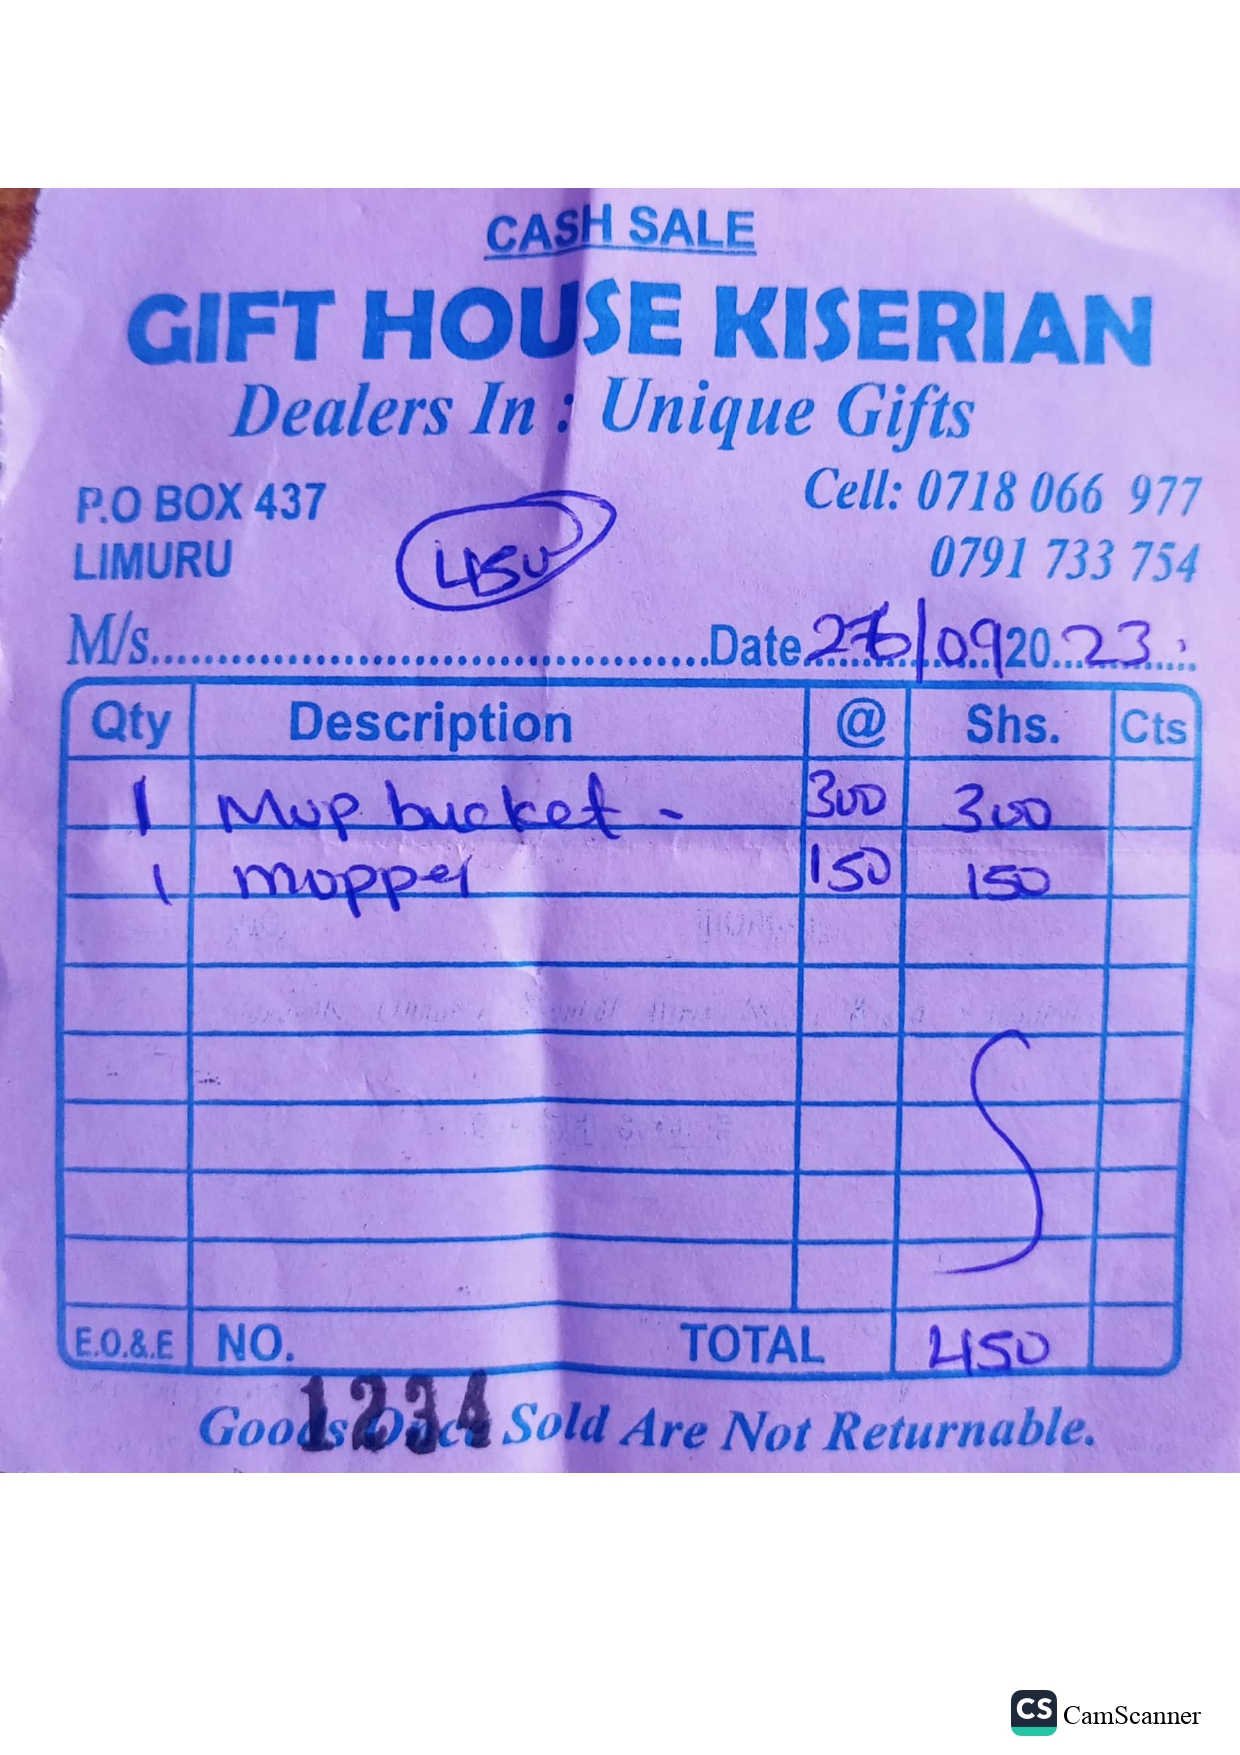 CASH SALE
GIFT HOUSE KISERIAN
Dealers In : Unique Gifts
P.O BOX 437
LIMURU
Cell: 0718 066 977
0791 733 754
450
M/s........................................Date 26/09 2023
Qty Description @ Shs. Cts
1 Mop bucket - 300 300
1 mopper 150 150
E.O.&.E NO. TOTAL 450
1234
Goods Once Sold Are Not Returnable.
CS CamScanner